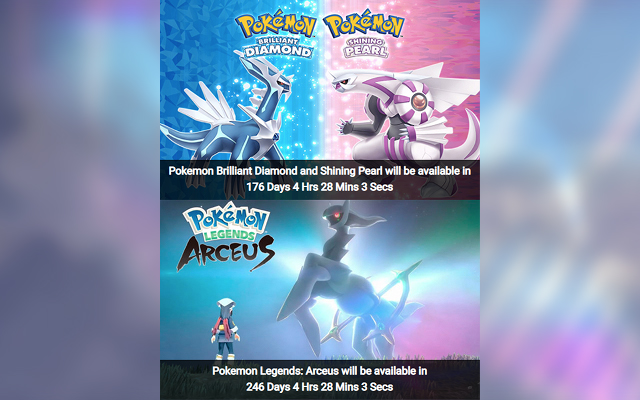 POKÉMON POKÉMON
BRILLIANT SHINING
DIAMOND PEARL
Pokemon Brilliant Diamond and Shining Pearl will be available in
176 Days 4 Hrs 28 Mins 3 Secs
POKÉMON
LEGENDS
ARCEUS
Pokemon Legends: Arceus will be available in
246 Days 4 Hrs 28 Mins 3 Secs